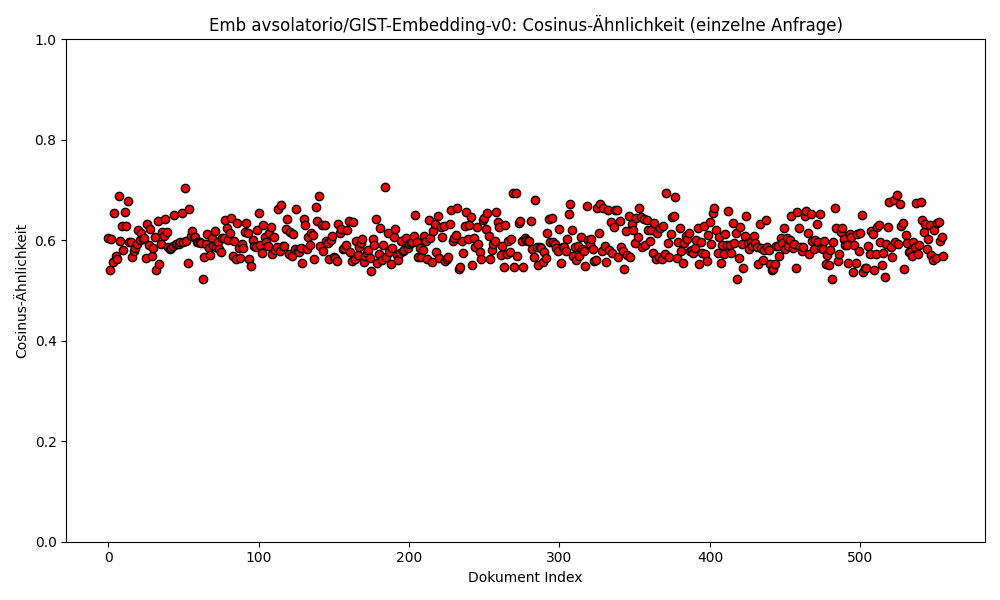 Emb avsolatorio/GIST-Embedding-v0: Cosinus-Ähnlichkeit (einzelne Anfrage)
1.0
0.8
0.6
0.4
0.2
0.0
Cosinus-Ähnlichkeit
0 100 200 300 400 500
Dokument Index